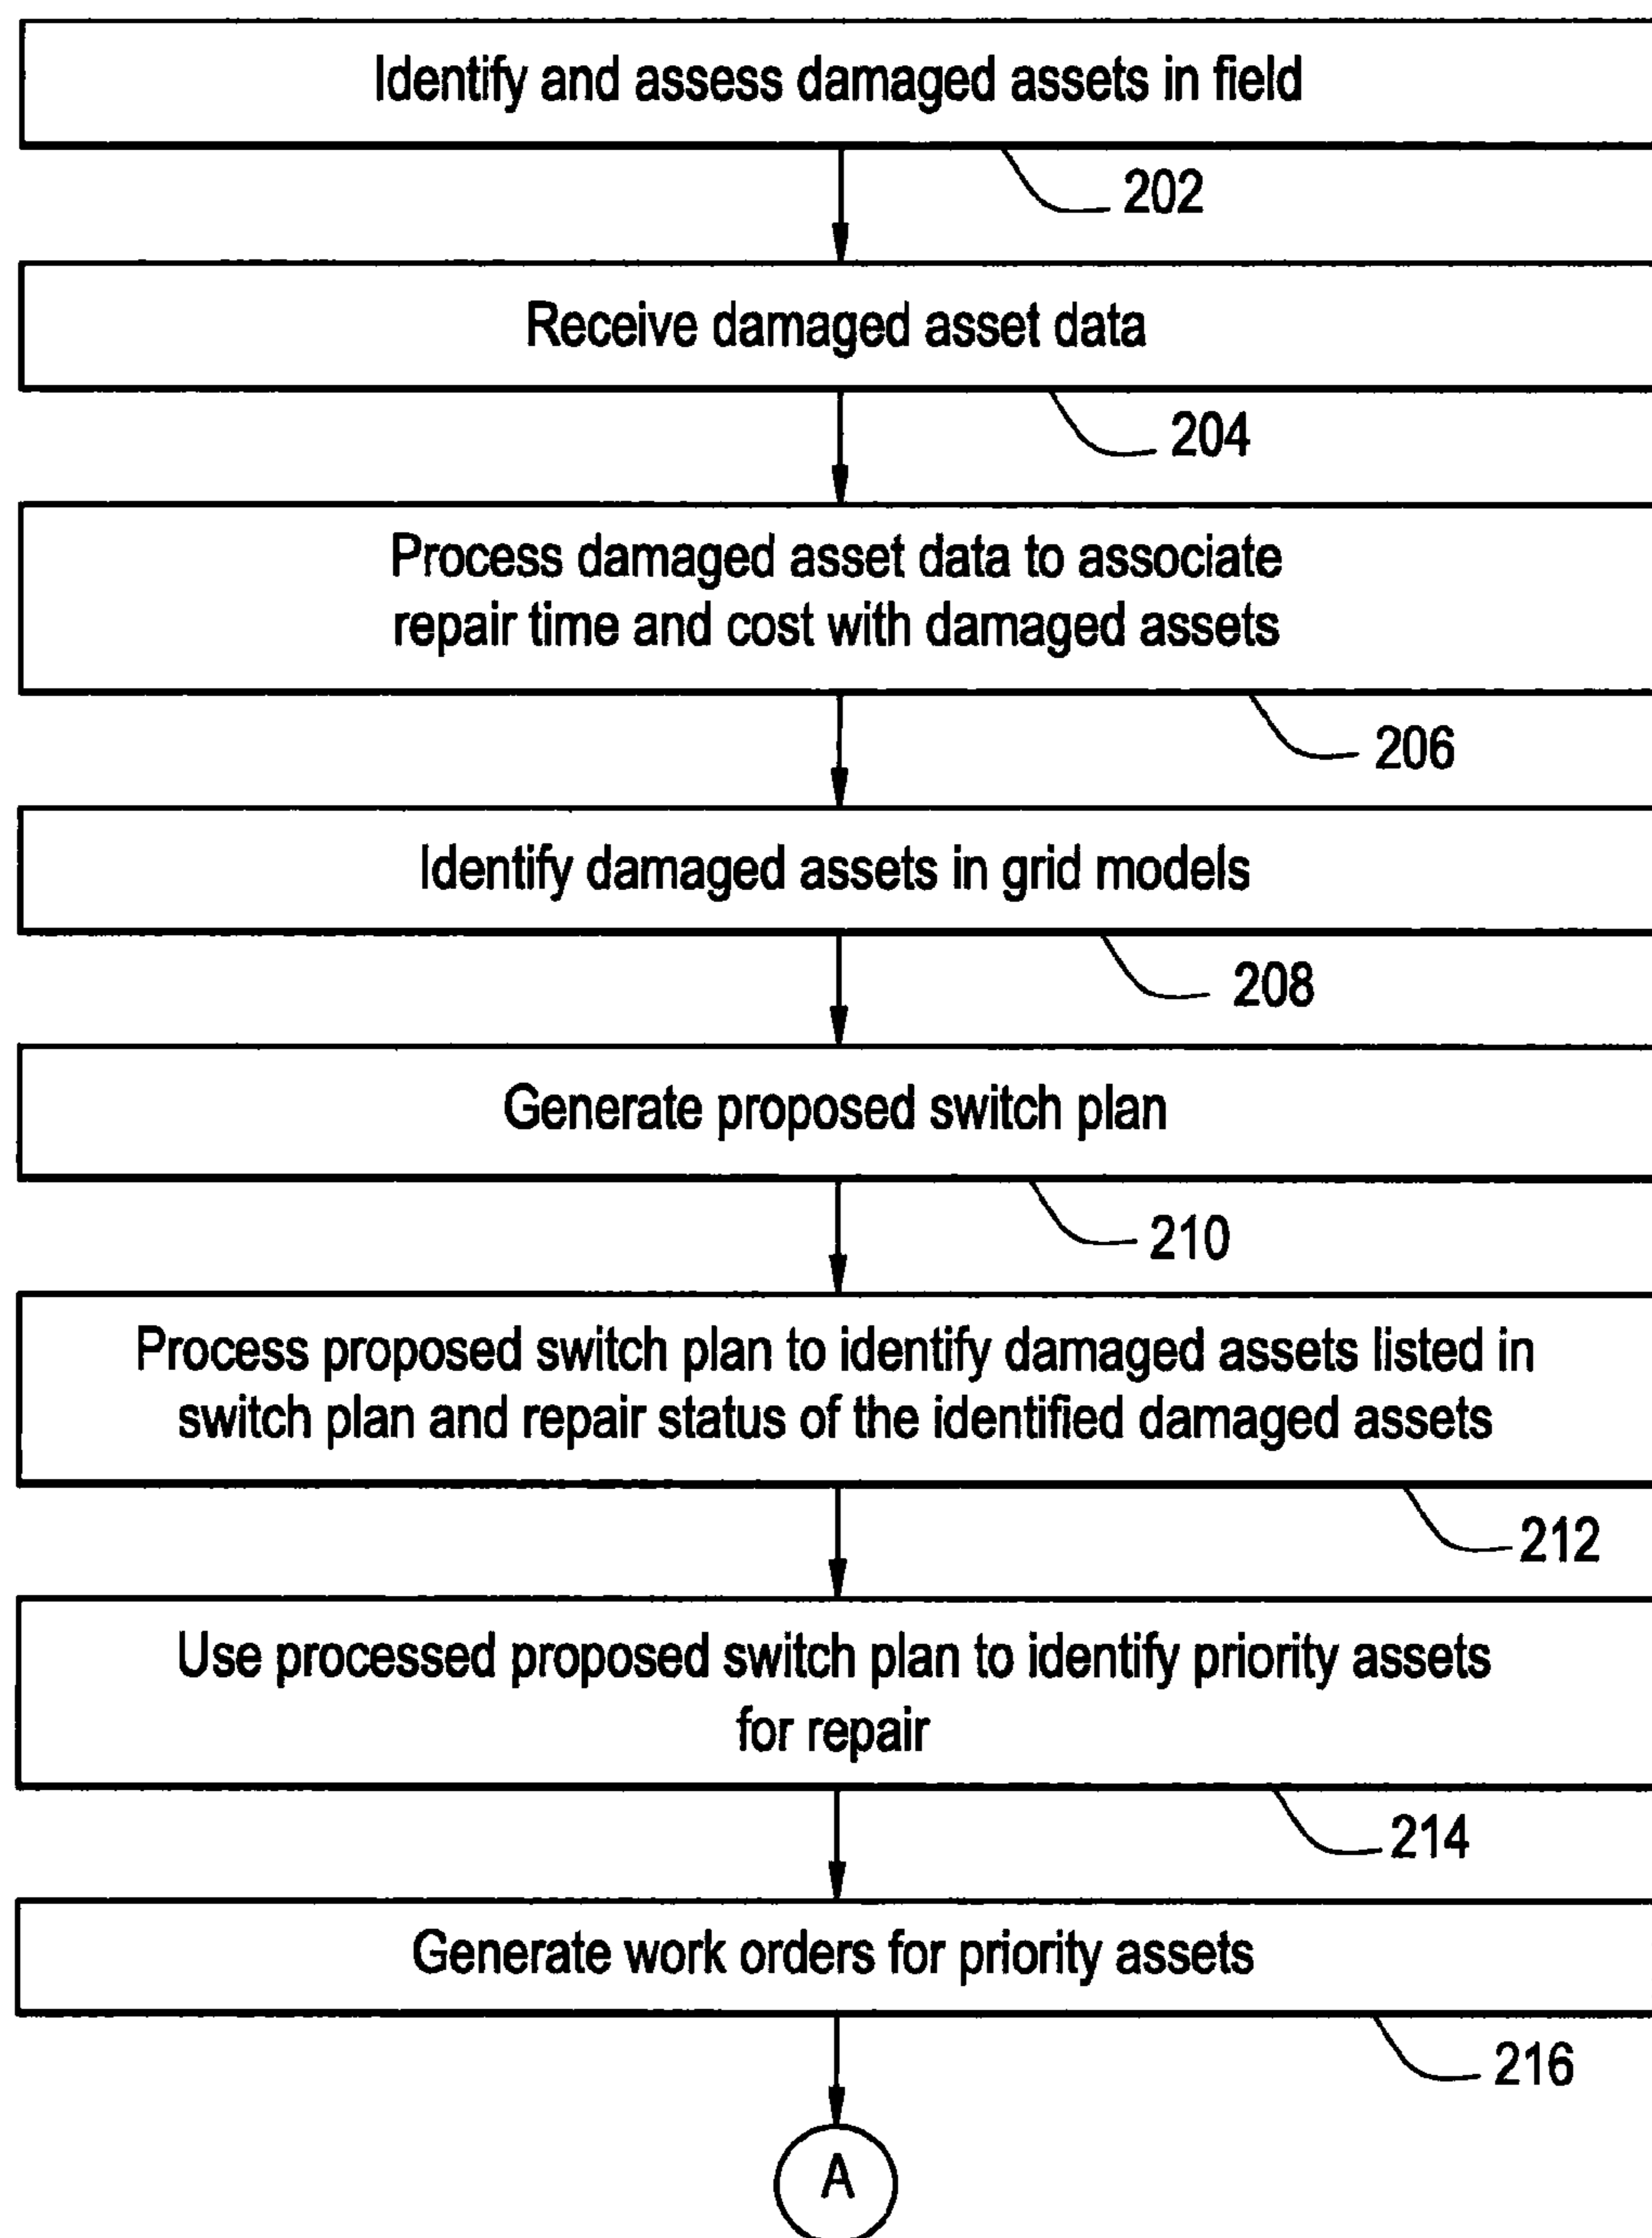 Identify and assess damaged assets in field
202
Receive damaged asset data
204
Process damaged asset data to associate
repair time and cost with damaged assets
206
Identify damaged assets in grid models
208
Generate proposed switch plan
210
Process proposed switch plan to identify damaged assets listed in
switch plan and repair status of the identified damaged assets
212
Use processed proposed switch plan to identify priority assets
for repair
214
Generate work orders for priority assets
216
A